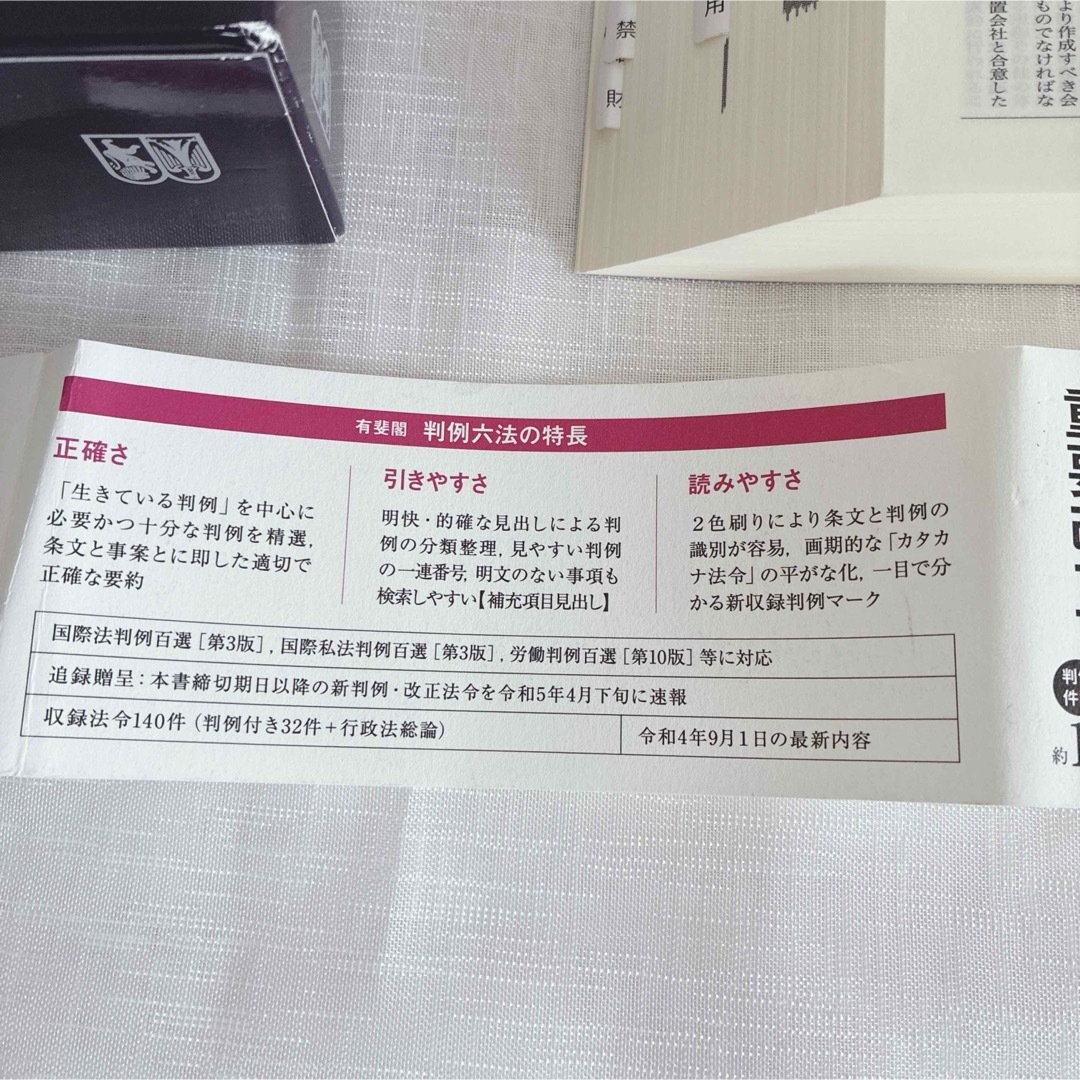 用
禁
財
より作成すべき会
ものでなければな
置会社と合意した
有斐閣 判例六法の特長
正確さ
「生きている判例」を中心に
必要かつ十分な判例を精選,
条文と事案とに即した適切で
正確な要約
引きやすさ
明快・的確な見出しによる判
例の分類整理, 見やすい判例
の一連番号, 明文のない事項も
検索しやすい【補充項目見出し】
読みやすさ
2色刷りにより条文と判例の
識別が容易, 画期的な「カタカ
ナ法令」の平がな化, 一目で分
かる新収録判例マーク
国際法判例百選[第3版], 国際私法判例百選[第3版], 労働判例百選[第10版]等に対応
追録贈呈：本書締切期日以降の新判例・改正法令を令和5年4月下旬に速報
収録法令140件(判例付き32件+行政法総論)
令和4年9月1日の最新内容
約1